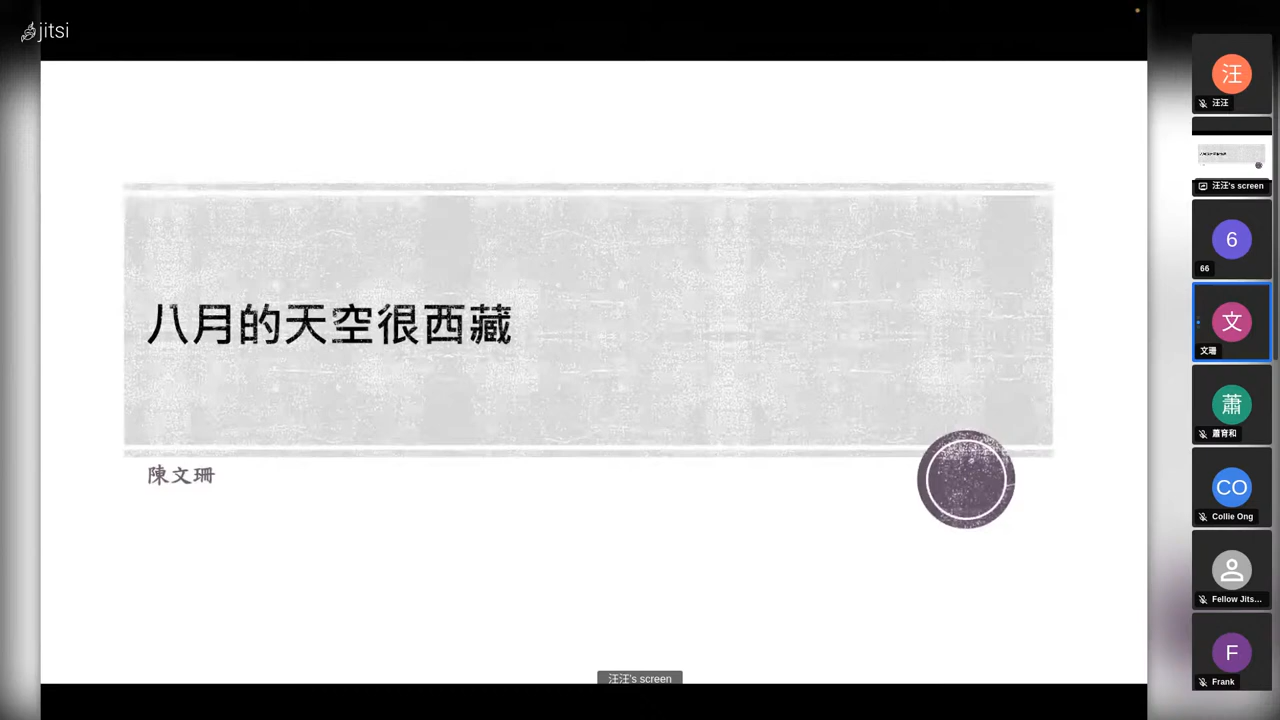 jitsi
八月的天空很西藏
陳文珊
汪汪's screen
汪
汪汪
汪汪's screen
6
66
文
文珊
蕭
蕭育和
CO
Collie Ong
Fellow Jits...
F
Frank